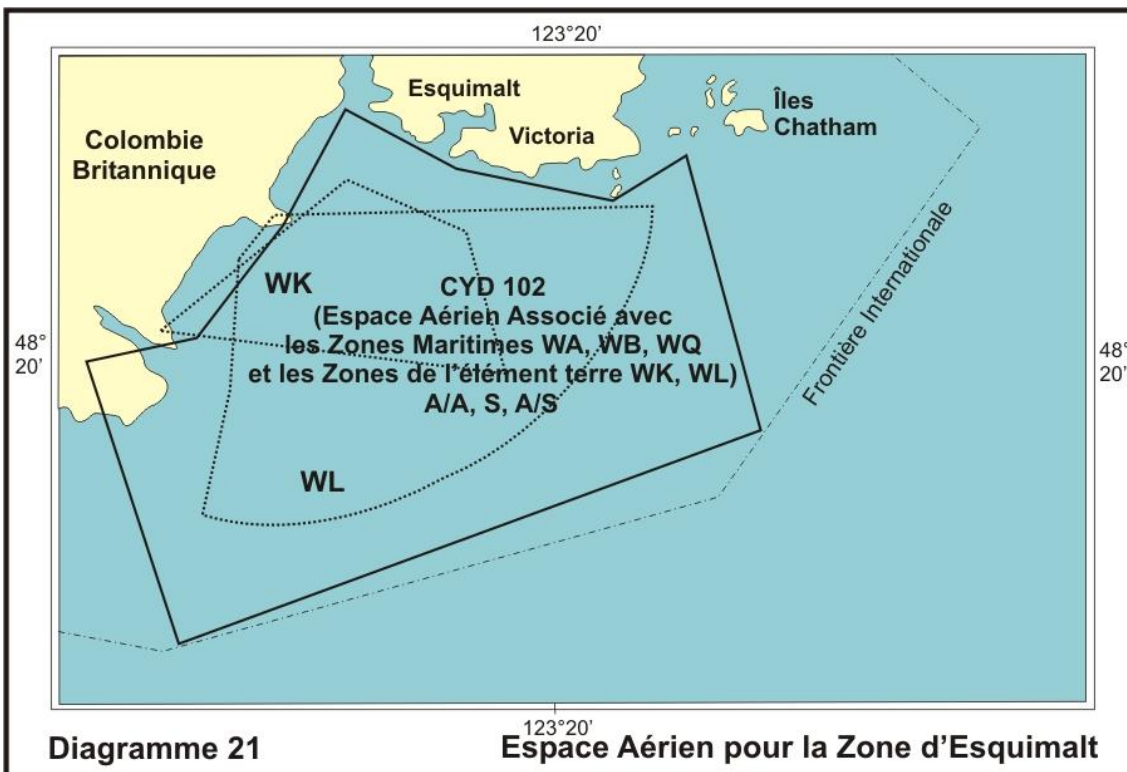 123°20'
Esquimalt
Îles
Chatham
Colombie
Britannique
Victoria
Frontière Internationale
WK
CYD 102
(Espace Aérien Associé avec
les Zones Maritimes WA, WB, WQ
et les Zones de l'élément terre WK, WL)
A/A, S, A/S
48°
20'
48°
20'
WL
123°20'
Diagramme 21
Espace Aérien pour la Zone d'Esquimalt